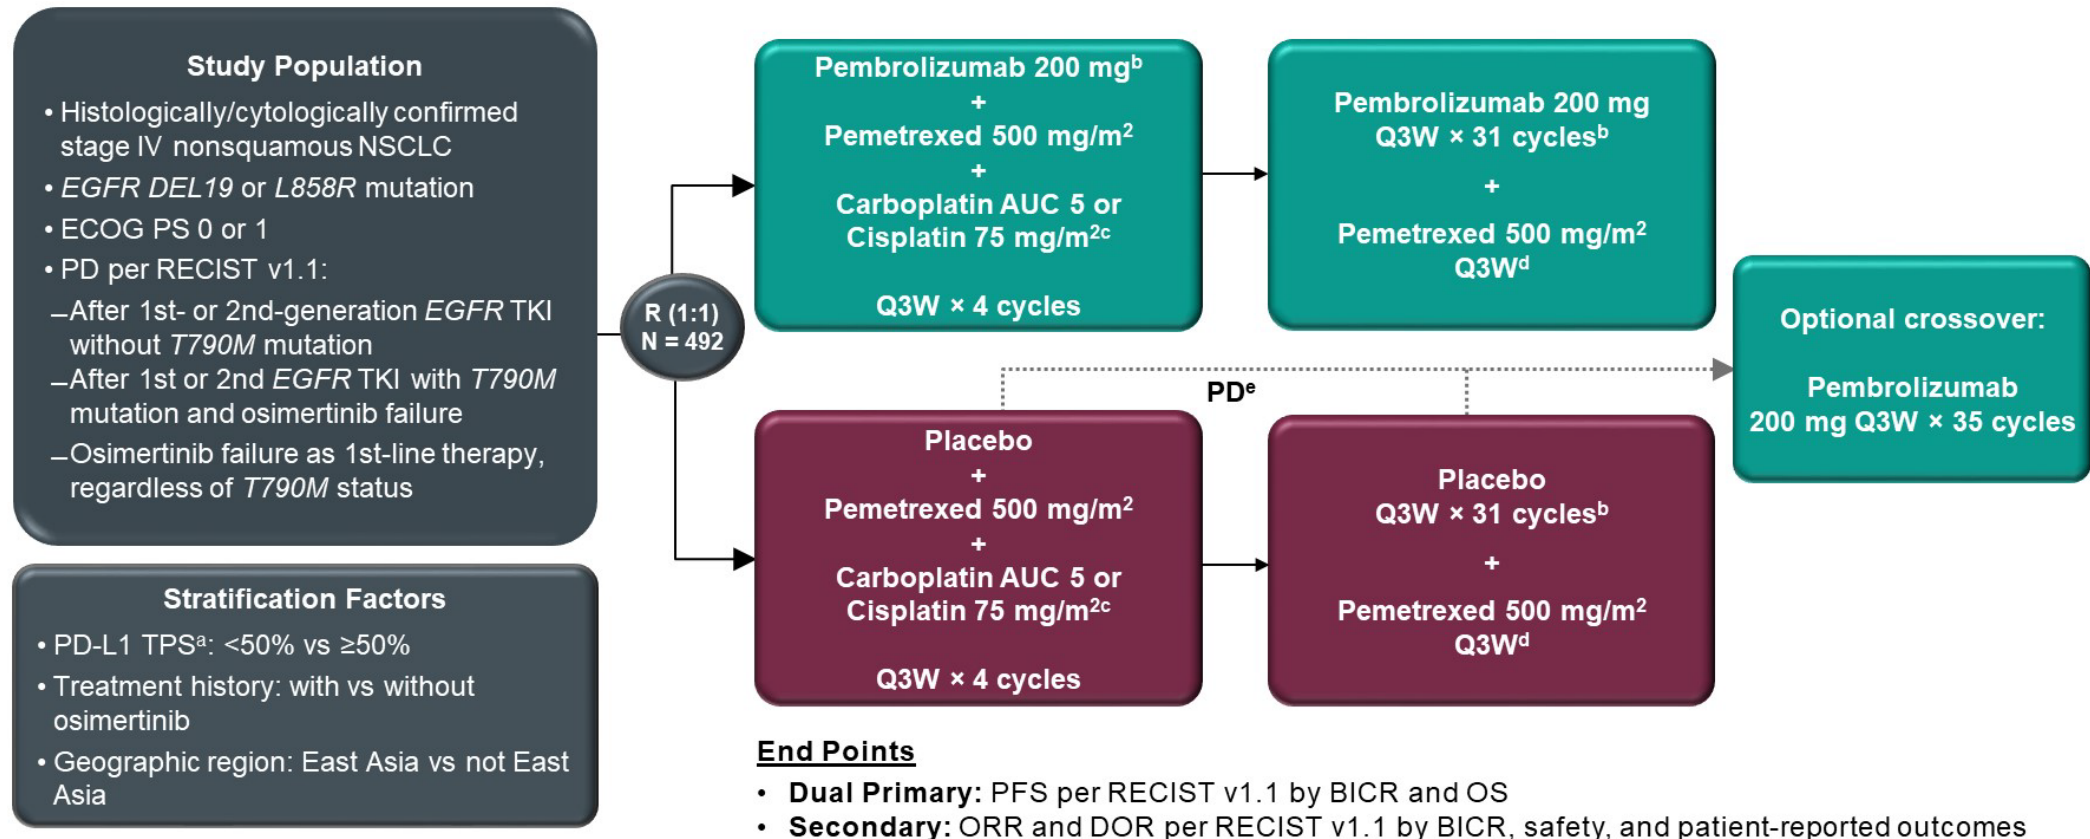 Study Population
• Histologically/cytologically confirmed
stage IV nonsquamous NSCLC
• EGFR DEL19 or L858R mutation
• ECOG PS 0 or 1
• PD per RECIST v1.1:
–After 1st- or 2nd-generation EGFR TKI
without T790M mutation
–After 1st or 2nd EGFR TKI with T790M
mutation and osimertinib failure
–Osimertinib failure as 1st-line therapy,
regardless of T790M status
Stratification Factors
• PD-L1 TPSᵃ: <50% vs ≥50%
• Treatment history: with vs without
osimertinib
• Geographic region: East Asia vs not East
Asia
R (1:1)
N = 492
Pembrolizumab 200 mgᵇ
+
Pemetrexed 500 mg/m²
+
Carboplatin AUC 5 or
Cisplatin 75 mg/m²ᶜ
Q3W × 4 cycles
Pembrolizumab 200 mg
Q3W × 31 cyclesᵇ
+
Pemetrexed 500 mg/m²
Q3Wᵈ
Optional crossover:
Pembrolizumab
200 mg Q3W × 35 cycles
PDᵉ
Placebo
+
Pemetrexed 500 mg/m²
+
Carboplatin AUC 5 or
Cisplatin 75 mg/m²ᶜ
Q3W × 4 cycles
Placebo
Q3W × 31 cyclesᵇ
+
Pemetrexed 500 mg/m²
Q3Wᵈ
End Points
• Dual Primary: PFS per RECIST v1.1 by BICR and OS
• Secondary: ORR and DOR per RECIST v1.1 by BICR, safety, and patient-reported outcomes